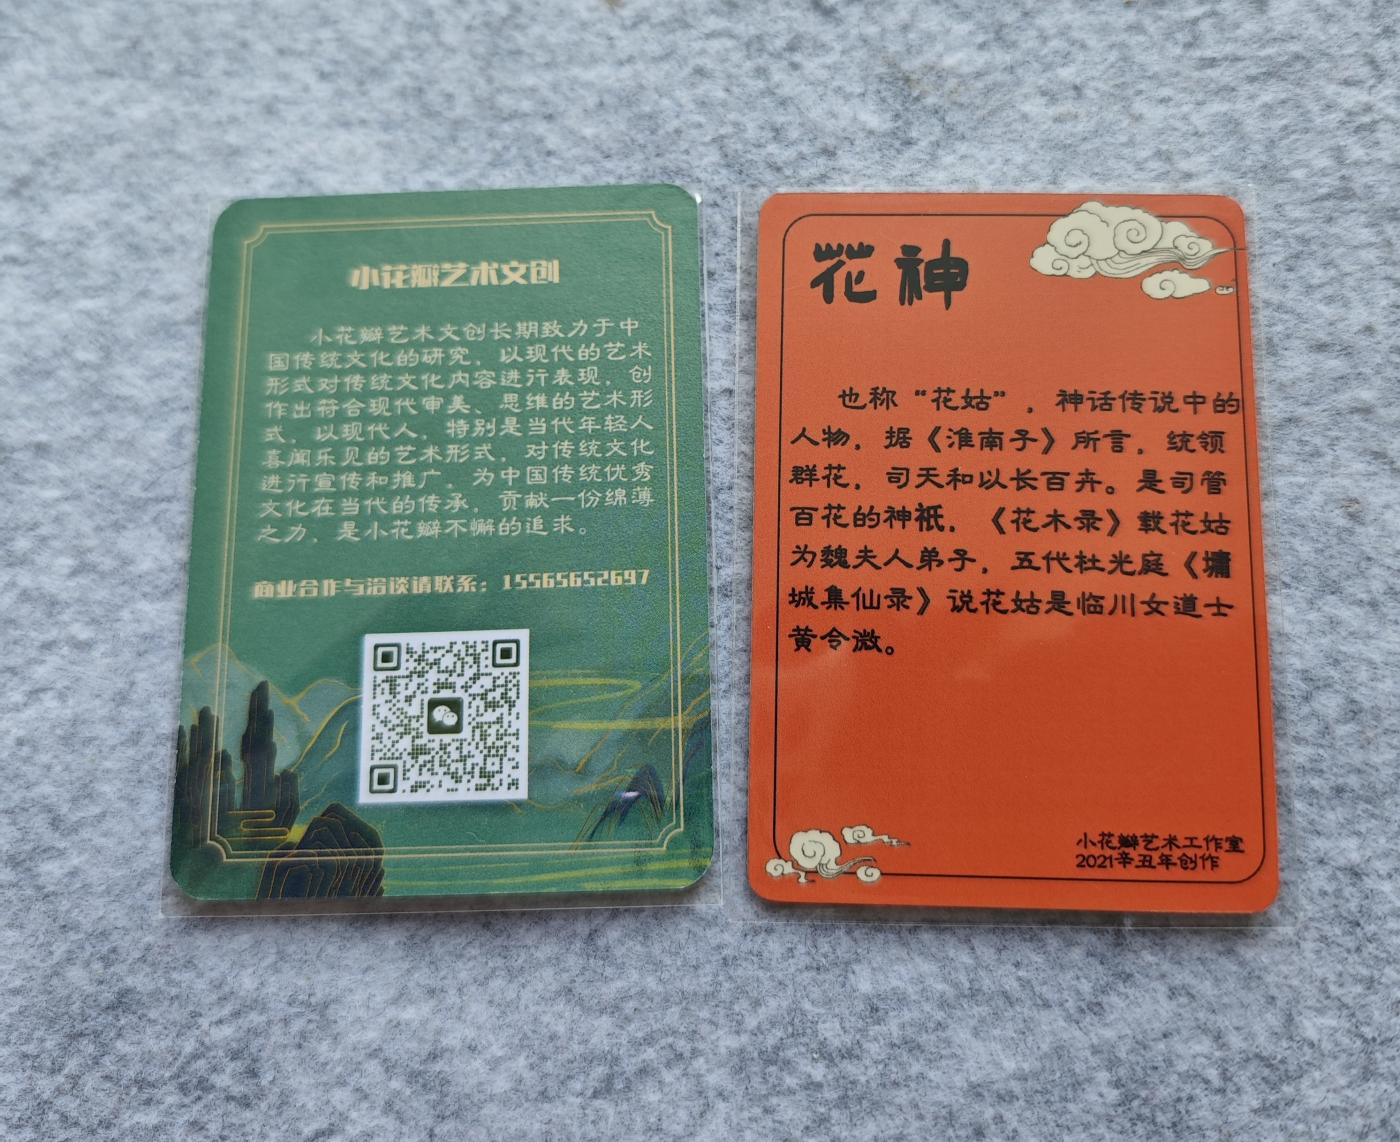 小花瓣艺术文创
小花瓣艺术文创长期致力于中
国传统文化的研究，以现代的艺术
形式对传统文化内容进行表现，创
作出符合现代审美、思维的艺术形
式，以现代人，特别是当代年轻人
喜闻乐见的艺术形式，对传统文化
进行宣传和推广，为中国传统优秀
文化在当代的传承，贡献一份绵薄
之力，是小花瓣不懈的追求。
商业合作与洽谈请联系：15565652697
花神
也称“花姑”，神话传说中的
人物，据《淮南子》所言，统领
群花，司天和以长百卉。是司管
百花的神祇，《花木录》载花姑
为魏夫人弟子，五代杜光庭《墉
城集仙录》说花姑是临川女道士
黄令微。
小花瓣艺术工作室
2021辛丑年创作